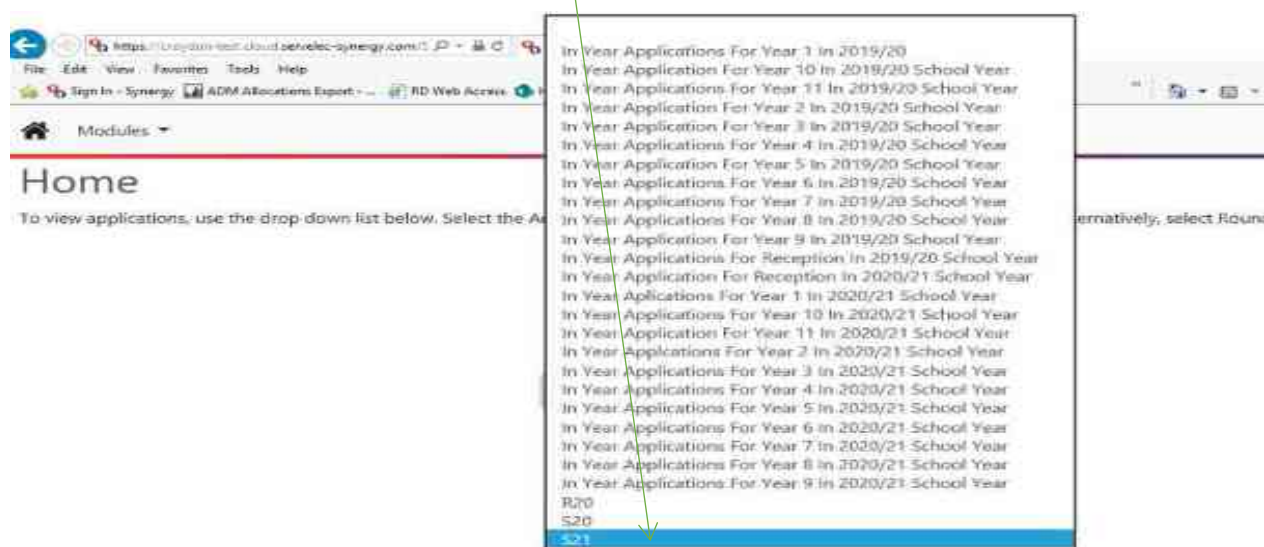 https://croydon-test.cloud.servelec-synergy.com/
File Edit View Favorites Tools Help
Sign In - Synergy ADM Allocations Export - ... RD Web Access
Modules
Home
To view applications, use the drop down list below. Select the A
ernatively, select Roun
In Year Applications For Year 1 In 2019/20
In Year Application For Year 10 In 2019/20 School Year
In Year Application For Year 11 In 2019/20 School Year
In Year Application For Year 2 In 2019/20 School Year
In Year Application For Year 3 In 2019/20 School Year
In Year Applications For Year 4 In 2019/20 School Year
In Year Application For Year 5 In 2019/20 School Year
In Year Applications For Year 6 In 2019/20 School Year
In Year Applications For Year 7 In 2019/20 School Year
In Year Applications For Year 8 In 2019/20 School Year
In Year Application For Year 9 In 2019/20 School Year
In Year Applications For Reception In 2019/20 School Year
In Year Application For Reception In 2020/21 School Year
In Year Aplications For Year 1 In 2020/21 School Year
In Year Applications For Year 10 In 2020/21 School Year
In Year Application For Year 11 In 2020/21 School Year
In Year Applcations For Year 2 In 2020/21 School Year
In Year Applications For Year 3 In 2020/21 School Year
In Year Applications For Year 4 In 2020/21 School Year
In Year Applications For Year 5 In 2020/21 School Year
In Year Applications For Year 6 In 2020/21 School Year
In Year Applications For Year 7 In 2020/21 School Year
In Year Applications For Year 8 In 2020/21 School Year
In Year Applications For Year 9 In 2020/21 School Year
R20
S20
S21